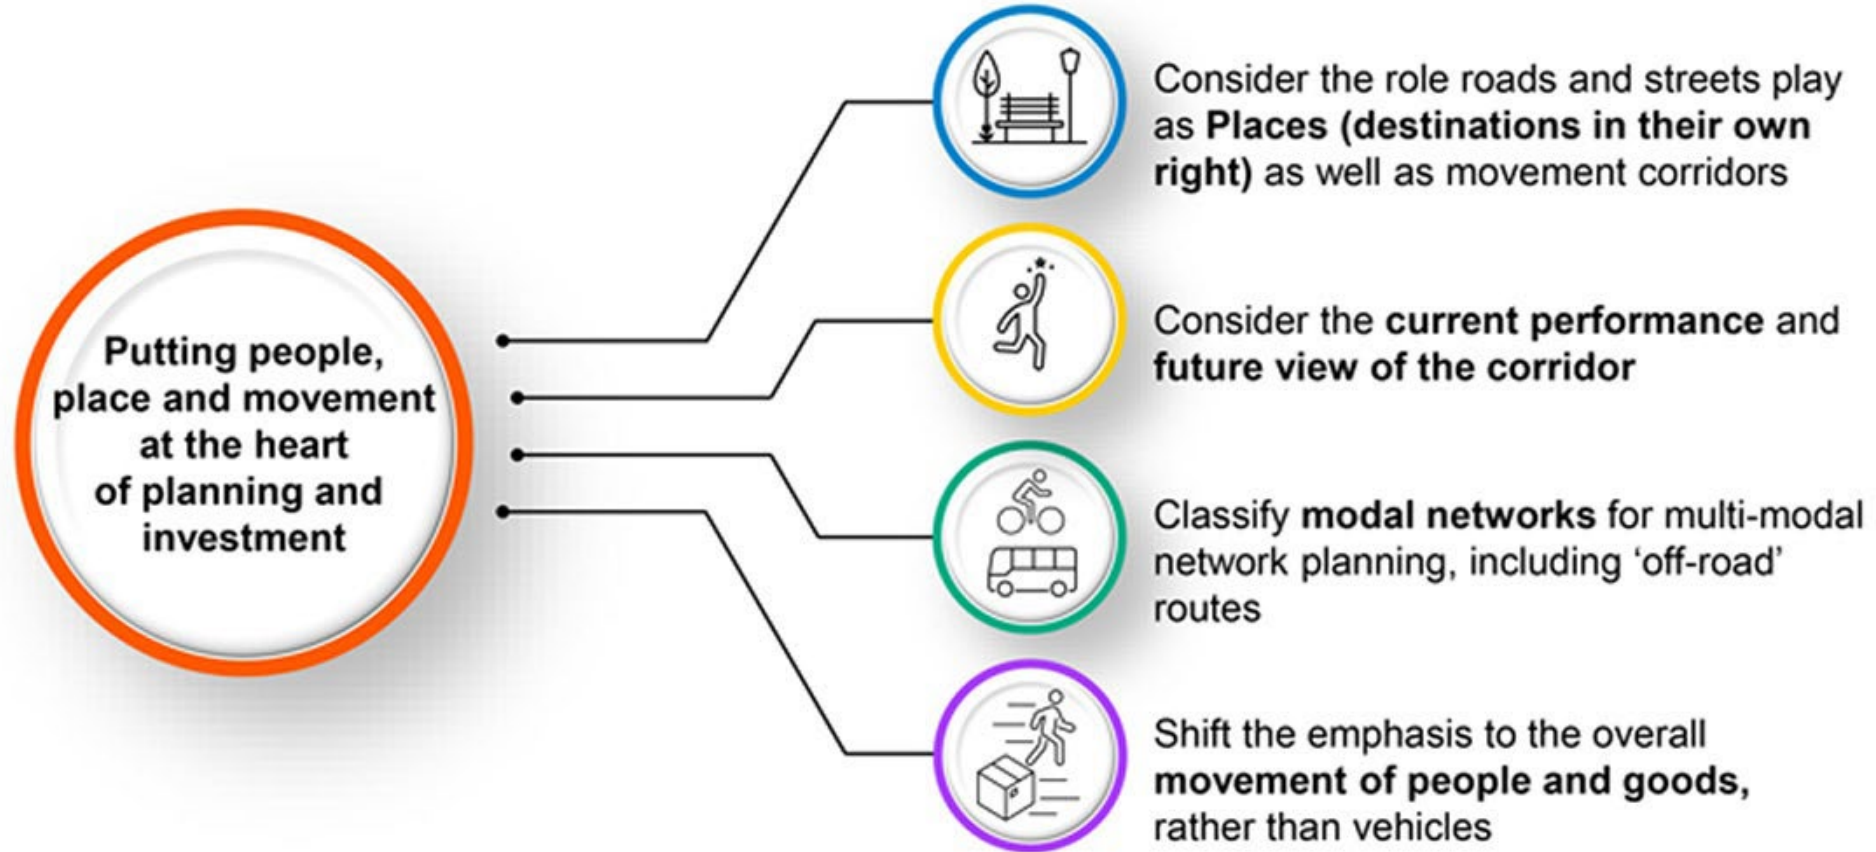 Putting people,
place and movement
at the heart
of planning and
investment
Consider the role roads and streets play
as Places (destinations in their own
right) as well as movement corridors
Consider the current performance and
future view of the corridor
Classify modal networks for multi-modal
network planning, including ‘off-road’
routes
Shift the emphasis to the overall
movement of people and goods,
rather than vehicles